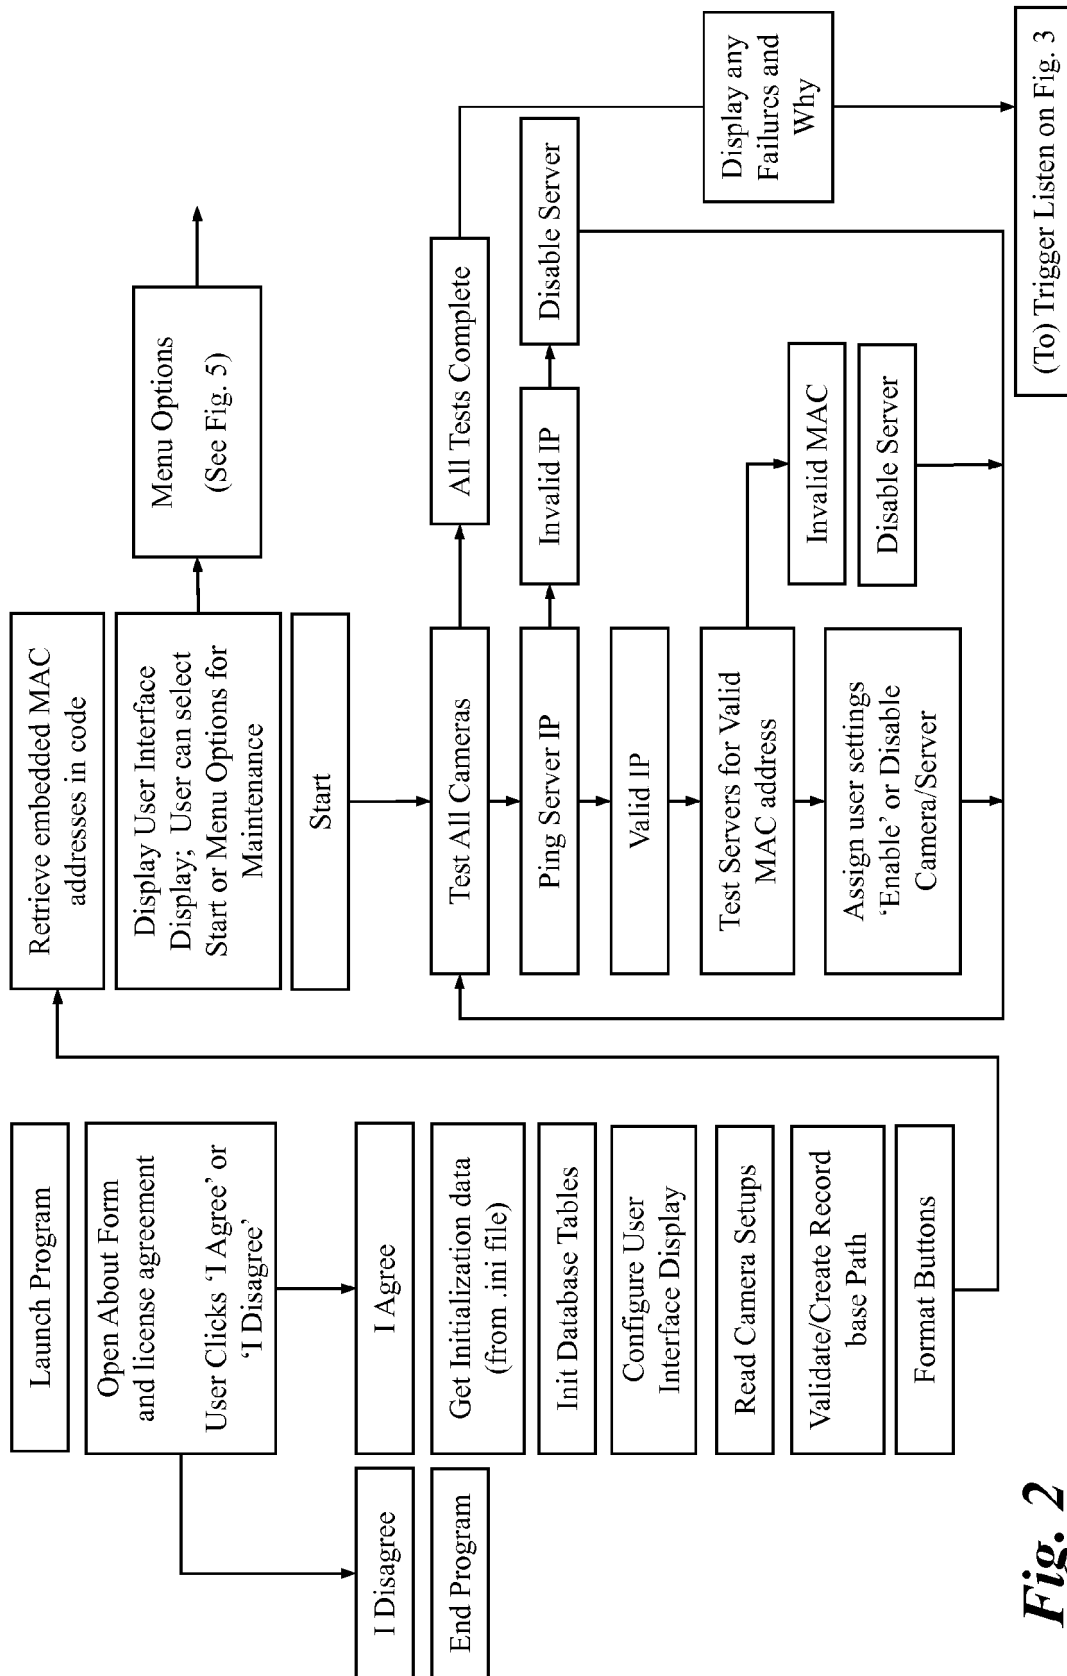 Launch Program
Open About Form
and license agreement
User Clicks ‘I Agree’ or
‘I Disagree’
I Disagree
End Program
I Agree
Get Initialization data
(from .ini file)
Init Database Tables
Configure User
Interface Display
Read Camera Setups
Validate/Create Record
base Path
Format Buttons
Retrieve embedded MAC
addresses in code
Display User Interface
Display; User can select
Start or Menu Options for
Maintenance
Menu Options
(See Fig. 5)
Start
Test All Cameras
All Tests Complete
Ping Server IP
Invalid IP
Disable Server
Valid IP
Test Servers for Valid
MAC address
Invalid MAC
Disable Server
Assign user settings
‘Enable’ or Disable
Camera/Server
Display any
Failures and
Why
(To) Trigger Listen on Fig. 3
Fig. 2